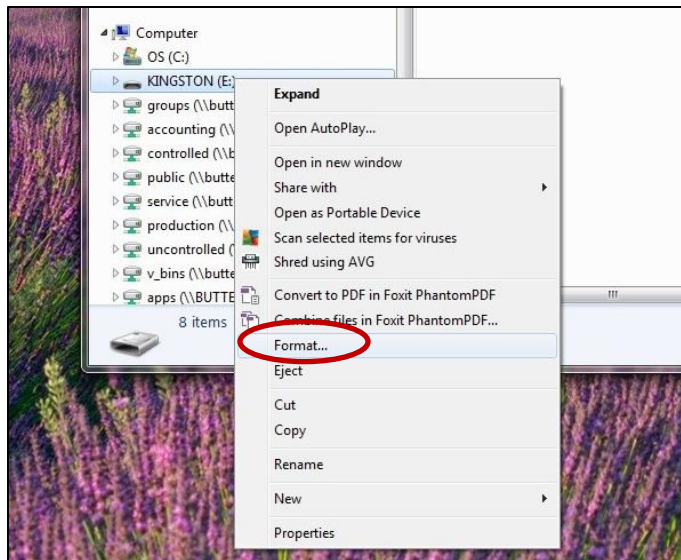 Computer
OS (C:)
KINGSTON (E:)
groups (\\butt
accounting (\\
controlled (\\b
public (\\butte
service (\\butt
production (\\
uncontrolled (
v_bins (\\butte
apps (\\BUTTE
8 items
Expand
Open AutoPlay...
Open in new window
Share with
Open as Portable Device
Scan selected items for viruses
Shred using AVG
Convert to PDF in Foxit PhantomPDF
Combine files in Foxit PhantomPDF...
Format...
Eject
Cut
Copy
Rename
New
Properties